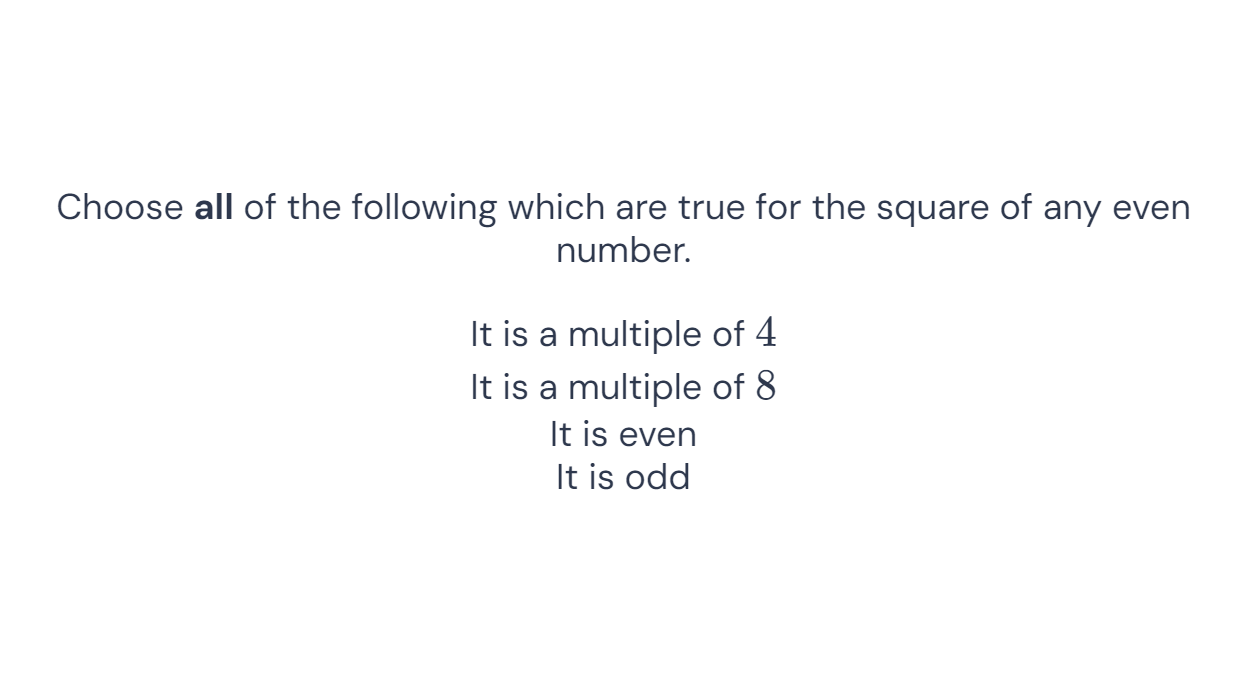 Choose all of the following which are true for the square of any even
number.
It is a multiple of 4
It is a multiple of 8
It is even
It is odd